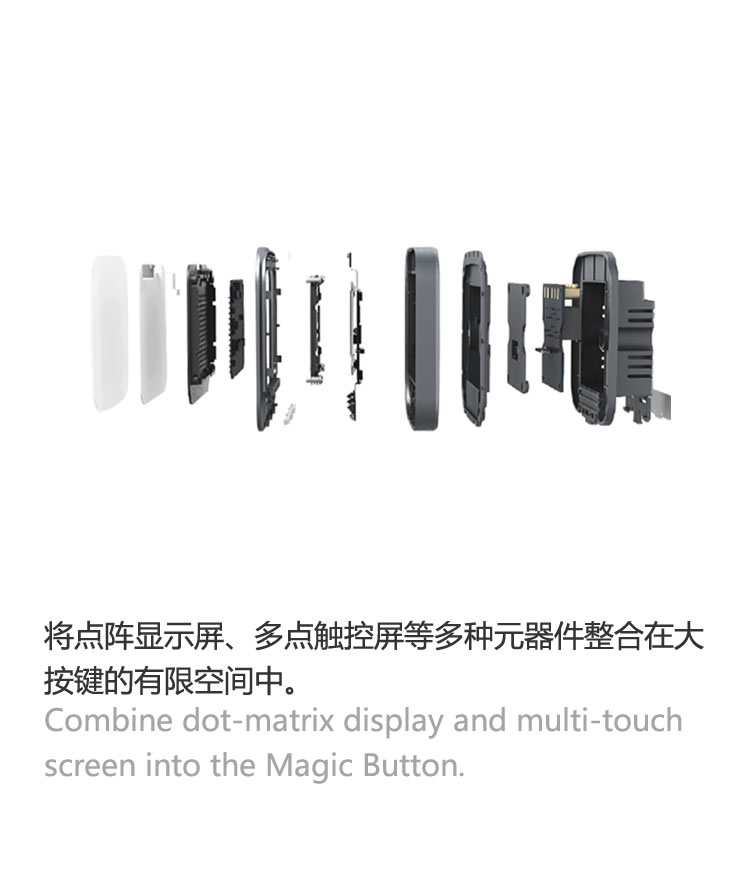 将点阵显示屏、多点触控屏等多种元器件整合在大
按键的有限空间中。
Combine dot-matrix display and multi-touch
screen into the Magic Button.